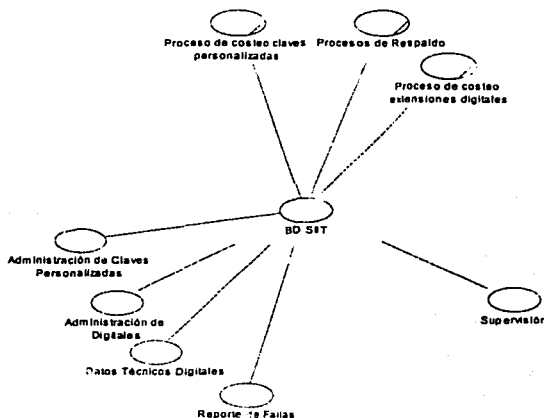 Proceso de costeo claves
personalizadas
Procesos de Respaldo
Proceso de costeo
extensiones digitales
BD SIIT
Administración de Claves
Personalizadas
Administración de
Digitales
Datos Técnicos Digitales
Reporte de Fallas
Supervisión